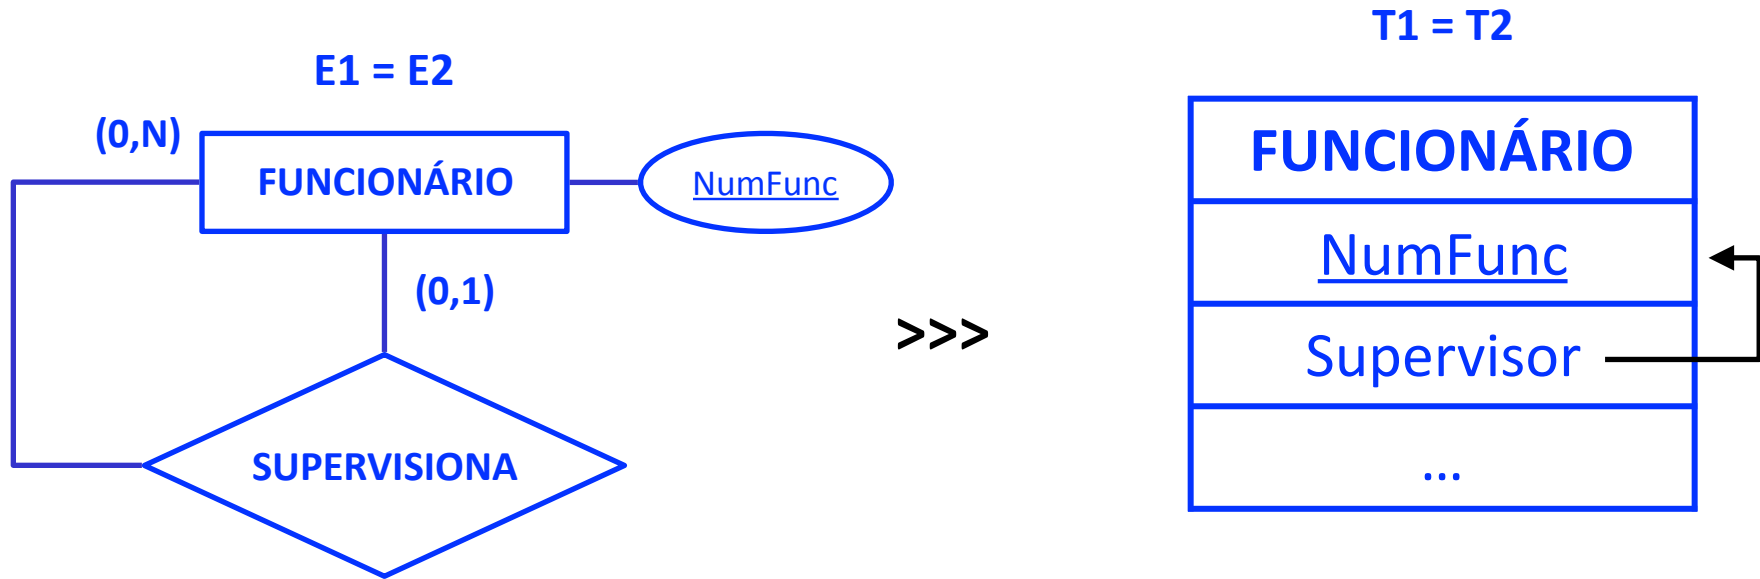 E1 = E2
(0,N)
FUNCIONÁRIO
NumFunc
(0,1)
SUPERVISIONA
>>>
T1 = T2
FUNCIONÁRIO
NumFunc
Supervisor
...